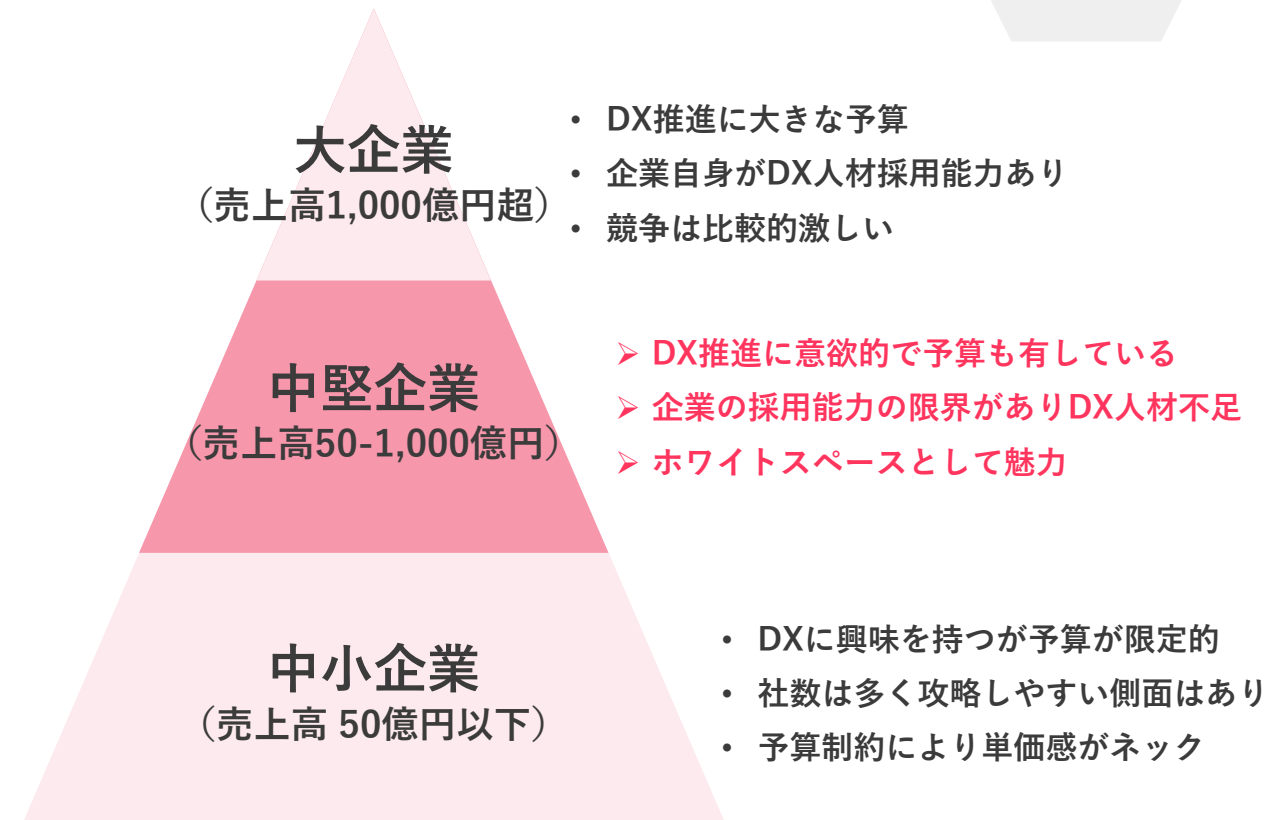 大企業
（売上高1,000億円超）
• DX推進に大きな予算
• 企業自身がDX人材採用能力あり
• 競争は比較的激しい
中堅企業
（売上高50-1,000億円）
➢ DX推進に意欲的で予算も有している
➢ 企業の採用能力の限界がありDX人材不足
➢ ホワイトスペースとして魅力
中小企業
（売上高 50億円以下）
• DXに興味を持つが予算が限定的
• 社数は多く攻略しやすい側面はあり
• 予算制約により単価感がネック